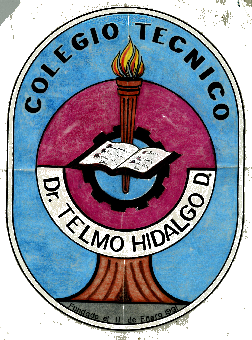 COLEGIO TECNICO
Dr. TELMO HIDALGO D.
Fundado el 11 de Enero